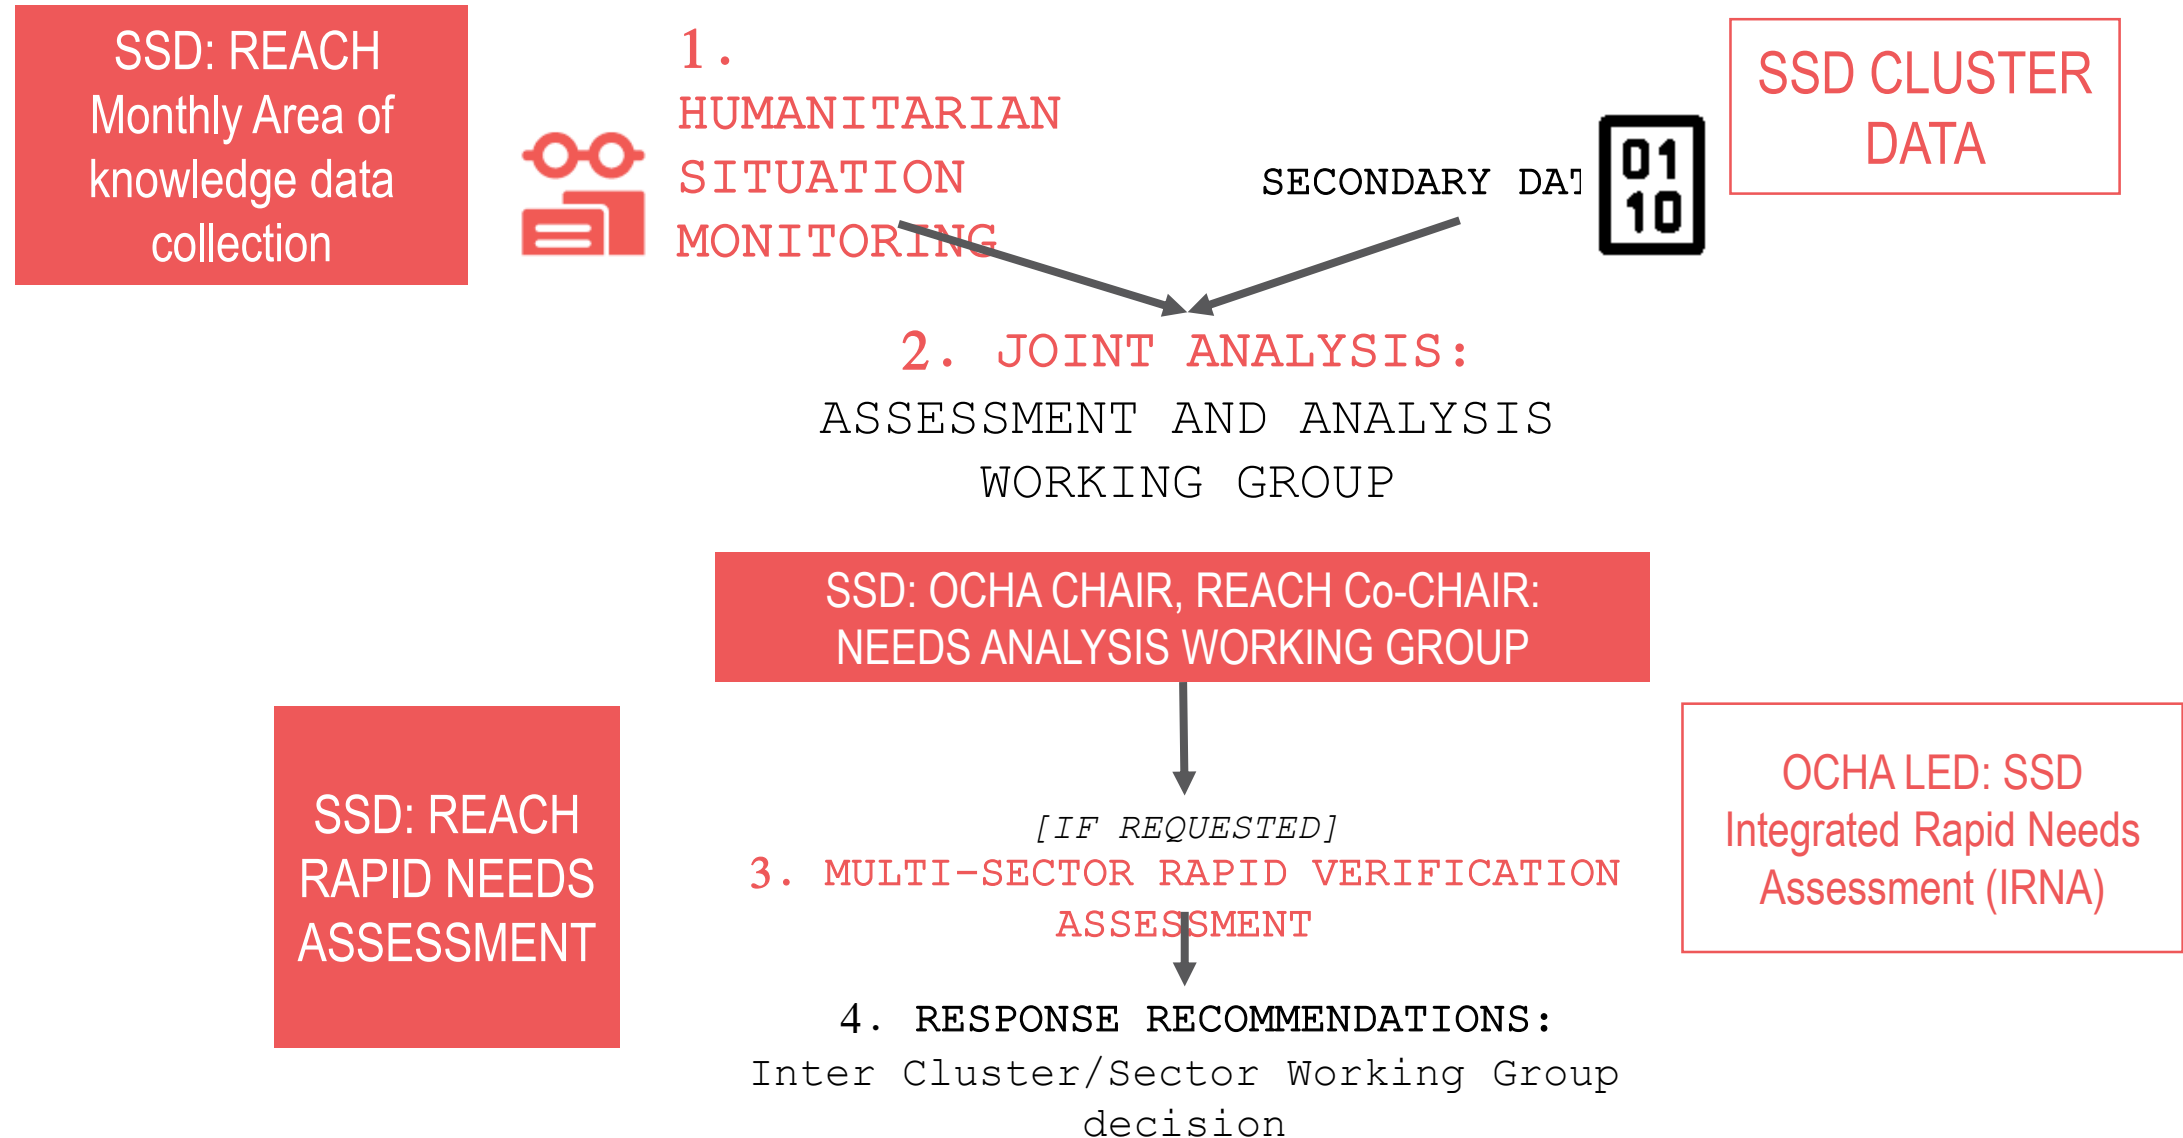 SSD: REACH
Monthly Area of
knowledge data
collection
1.
HUMANITARIAN
SITUATION
MONITORING
SECONDARY DAT
01
10
SSD CLUSTER
DATA
2. JOINT ANALYSIS:
ASSESSMENT AND ANALYSIS
WORKING GROUP
SSD: OCHA CHAIR, REACH Co-CHAIR:
NEEDS ANALYSIS WORKING GROUP
SSD: REACH
RAPID NEEDS
ASSESSMENT
[IF REQUESTED]
3. MULTI-SECTOR RAPID VERIFICATION
ASSESSMENT
OCHA LED: SSD
Integrated Rapid Needs
Assessment (IRNA)
4. RESPONSE RECOMMENDATIONS:
Inter Cluster/Sector Working Group
decision